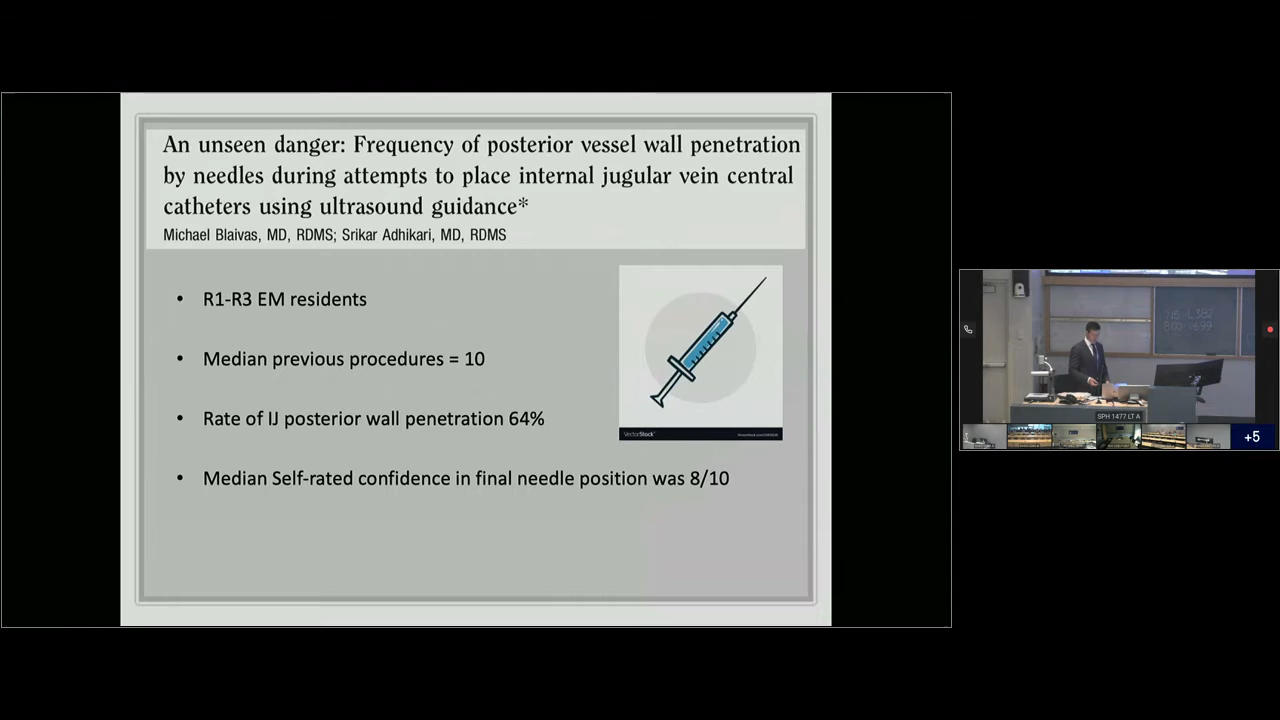 An unseen danger: Frequency of posterior vessel wall penetration
by needles during attempts to place internal jugular vein central
catheters using ultrasound guidance*
Michael Blaivas, MD, RDMS; Srikar Adhikari, MD, RDMS
• R1-R3 EM residents
• Median previous procedures = 10
• Rate of IJ posterior wall penetration 64%
• Median Self-rated confidence in final needle position was 8/10
VectorStock
SPH 1477 LT A
+5